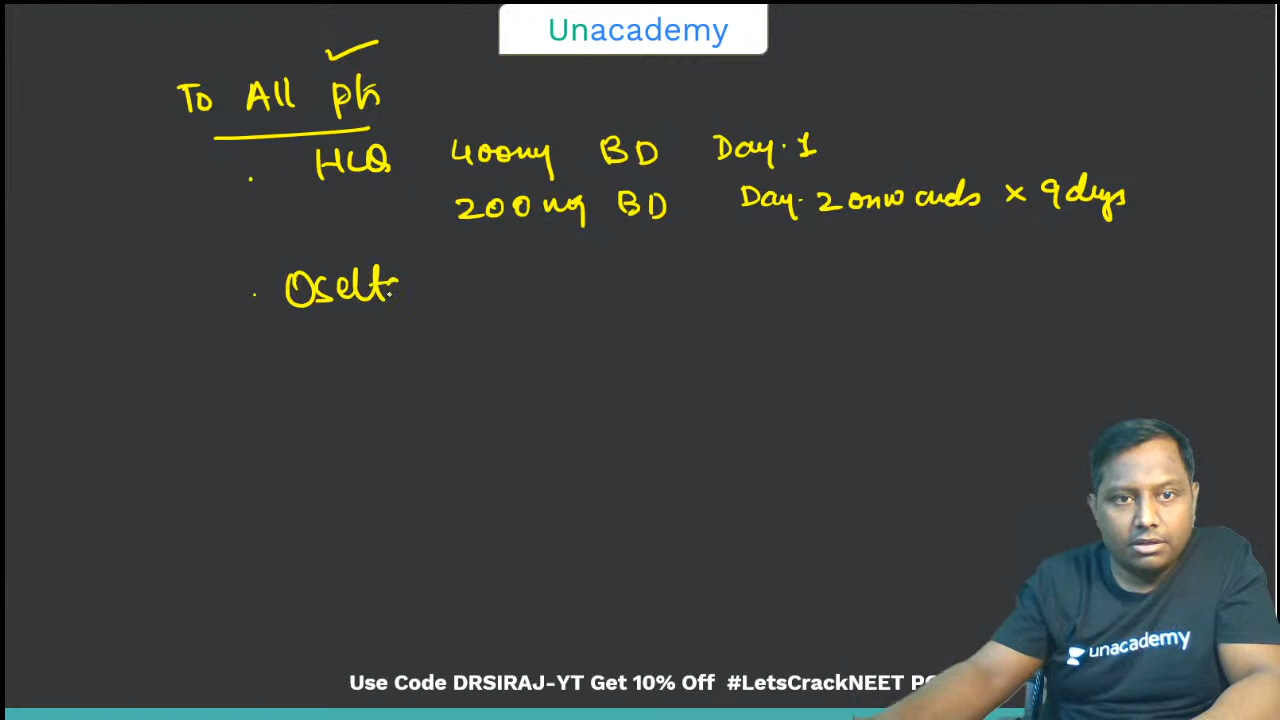 Unacademy
To All pts
. HCQ 400mg BD Day.1
200mg BD Day.2 onwards × 9 days
. Oselt
unacademy
Use Code DRSIRAJ-YT Get 10% Off #LetsCrackNEET PG